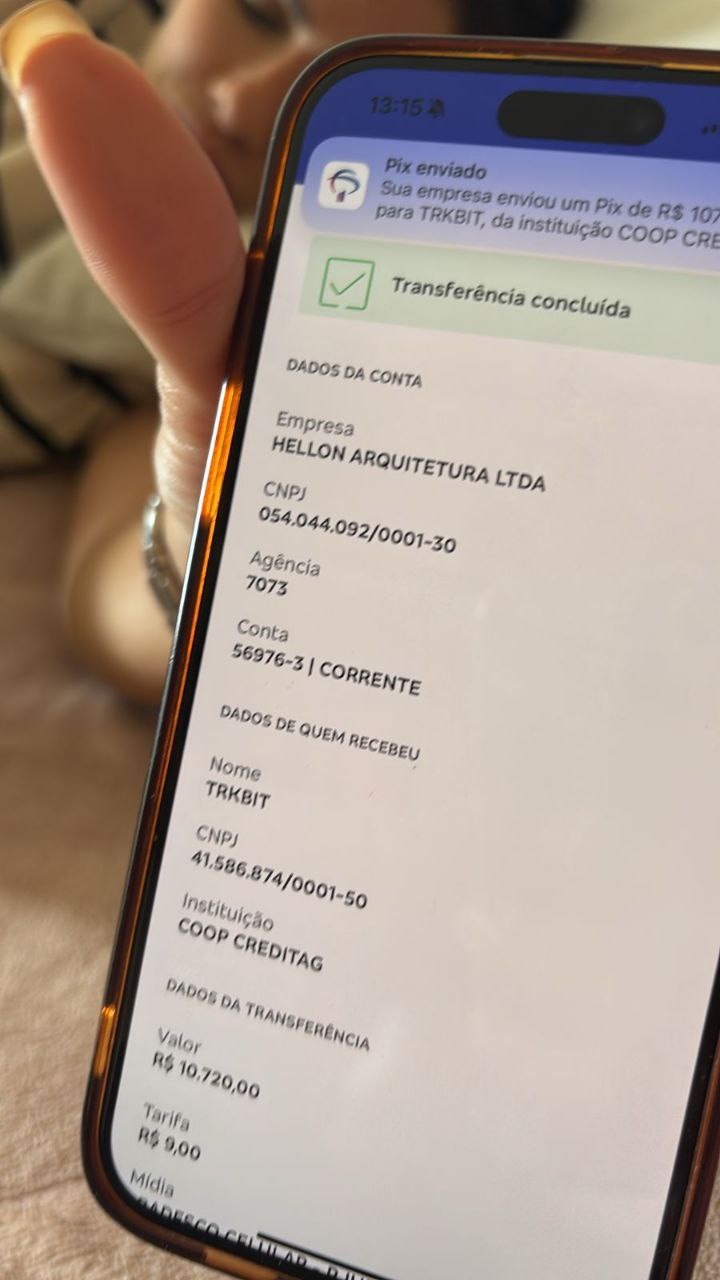 13:15
Pix enviado
Sua empresa enviou um Pix de R$ 107
para TRKBIT, da instituição COOP CRE
Transferência concluída
DADOS DA CONTA
Empresa
HELLON ARQUITETURA LTDA
CNPJ
054.044.092/0001-30
Agência
7073
Conta
56976-3 | CORRENTE
DADOS DE QUEM RECEBEU
Nome
TRKBIT
CNPJ
41.586.874/0001-50
Instituição
COOP CREDITAG
DADOS DA TRANSFERÊNCIA
Valor
R$ 10.720,00
Tarifa
R$ 9,00
Mídia
BRADESCO CELULAR